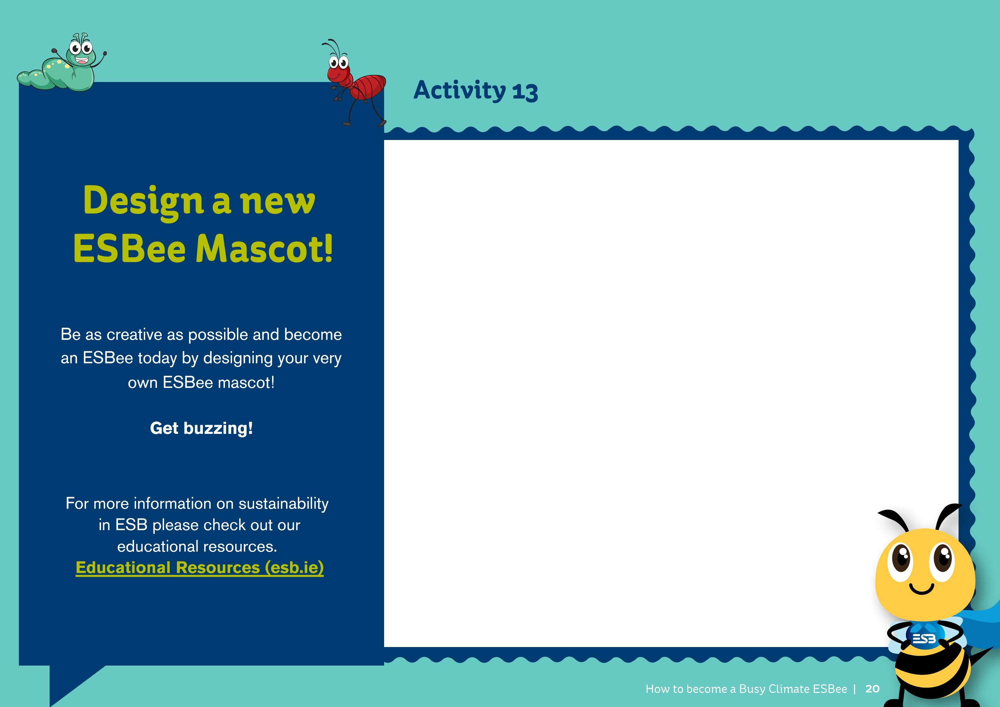 Activity 13
Design a new
ESBee Mascot!
Be as creative as possible and become
an ESBee today by designing your very
own ESBee mascot!
Get buzzing!
For more information on sustainability
in ESB please check out our
educational resources.
Educational Resources (esb.ie)
ESB
How to become a Busy Climate ESBee | 20